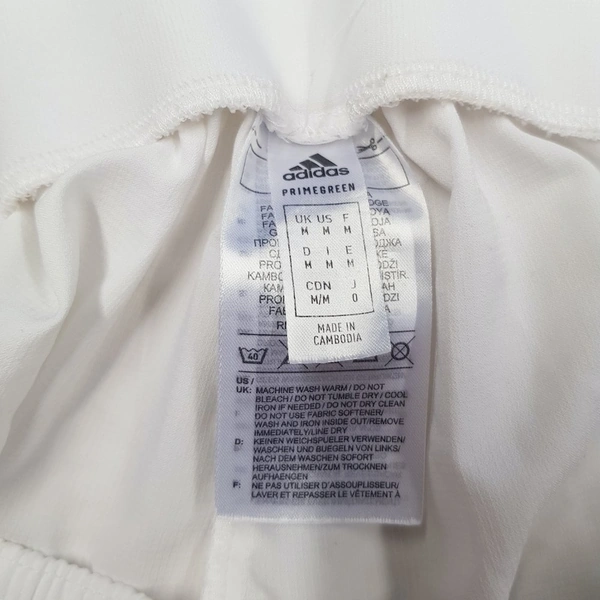 adidas
PRIMEGREEN
UK US F
M M M
D I E
M M M
CDN J
M/M O
MADE IN
CAMBODIA
40
US /
UK: MACHINE WASH WARM / DO NOT
BLEACH / DO NOT TUMBLE DRY / COOL
IRON IF NEEDED / DO NOT DRY CLEAN
DO NOT USE FABRIC SOFTENER/
WASH AND IRON INSIDE OUT/REMOVE
IMMEDIATELY/LINE DRY
D: KEINEN WEICHSPUELER VERWENDEN/
WASCHEN UND BUEGELN VON LINKS/
NACH DEM WASCHEN SOFORT
HERAUSNEHMEN/ZUM TROCKNEN
AUFHAENGEN
F: NE PAS UTILISER D'ASSOUPLISSEUR/
LAVER ET REPASSER LE VÊTEMENT À